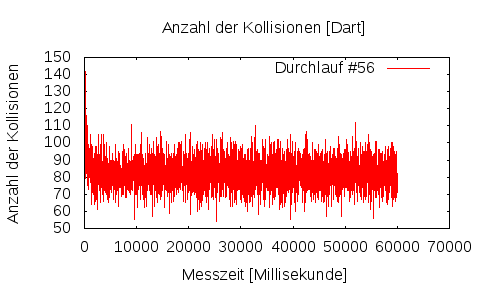 Anzahl der Kollisionen [Dart]
Durchlauf #56
Anzahl der Kollisionen
150
140
130
120
110
100
90
80
70
60
50
0 10000 20000 30000 40000 50000 60000 70000
Messzeit [Millisekunde]